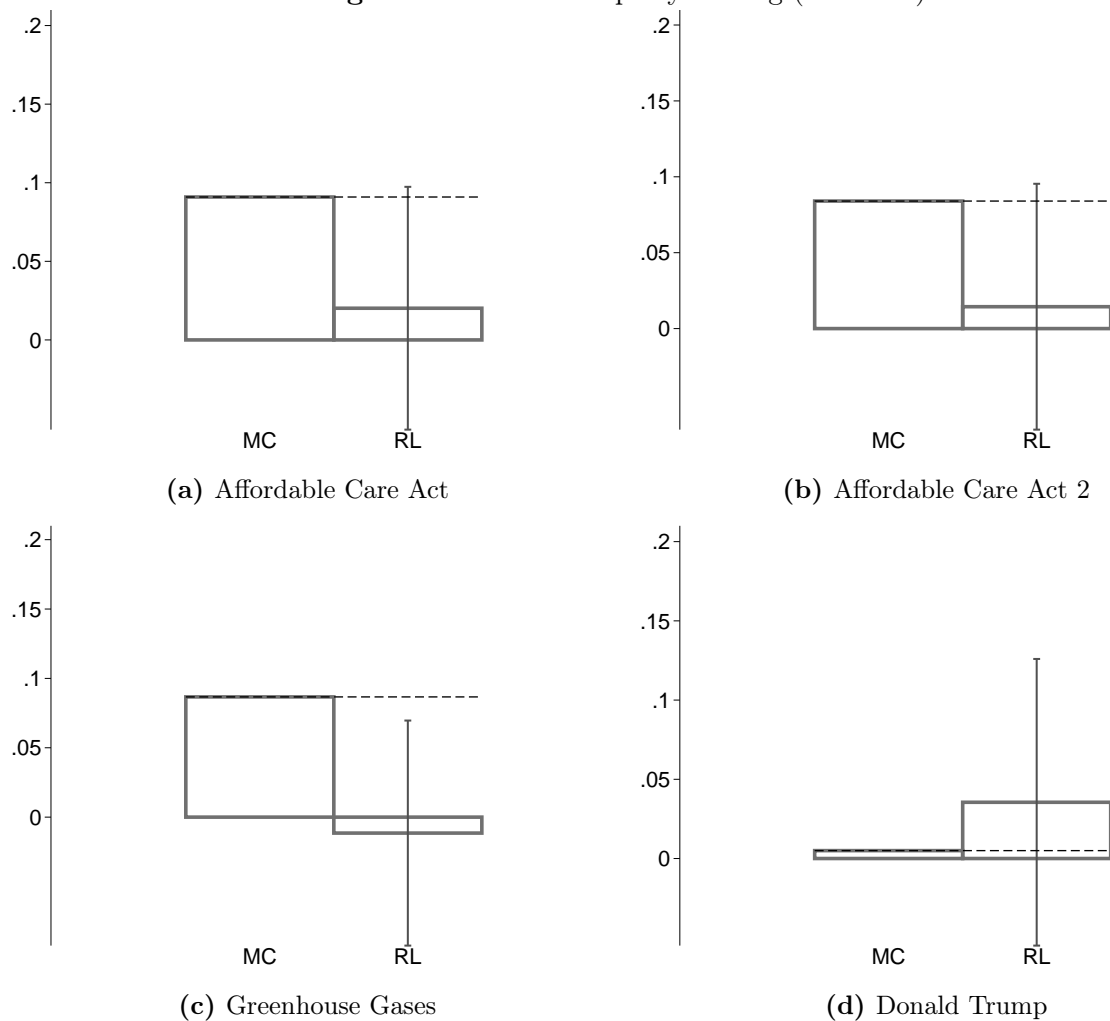 .2
.15
.1
.05
0
MC RL
(a) Affordable Care Act
.2
.15
.1
.05
0
MC RL
(b) Affordable Care Act 2
.2
.15
.1
.05
0
MC RL
(c) Greenhouse Gases
.2
.15
.1
.05
0
MC RL
(d) Donald Trump